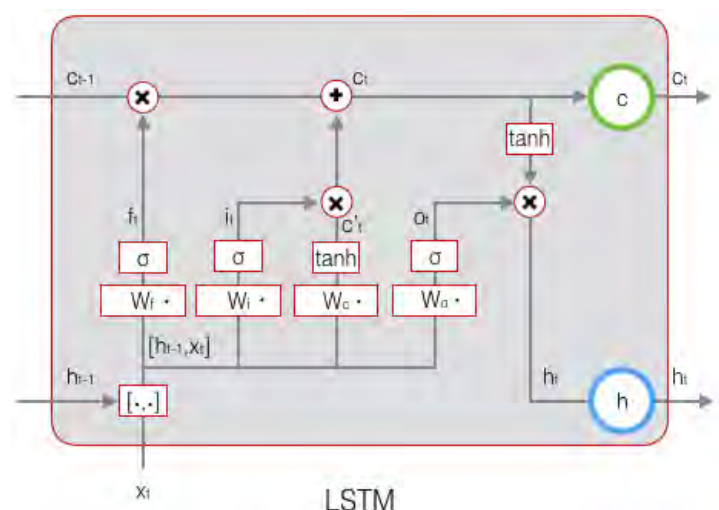 Ct-1 Ct Ct
× + c
tanh
ft it × C't ot ×
σ σ tanh σ
Wf · Wi · Wc · Wo ·
[ht-1,xt]
ht-1 [·,·] ht h ht
xt
LSTM